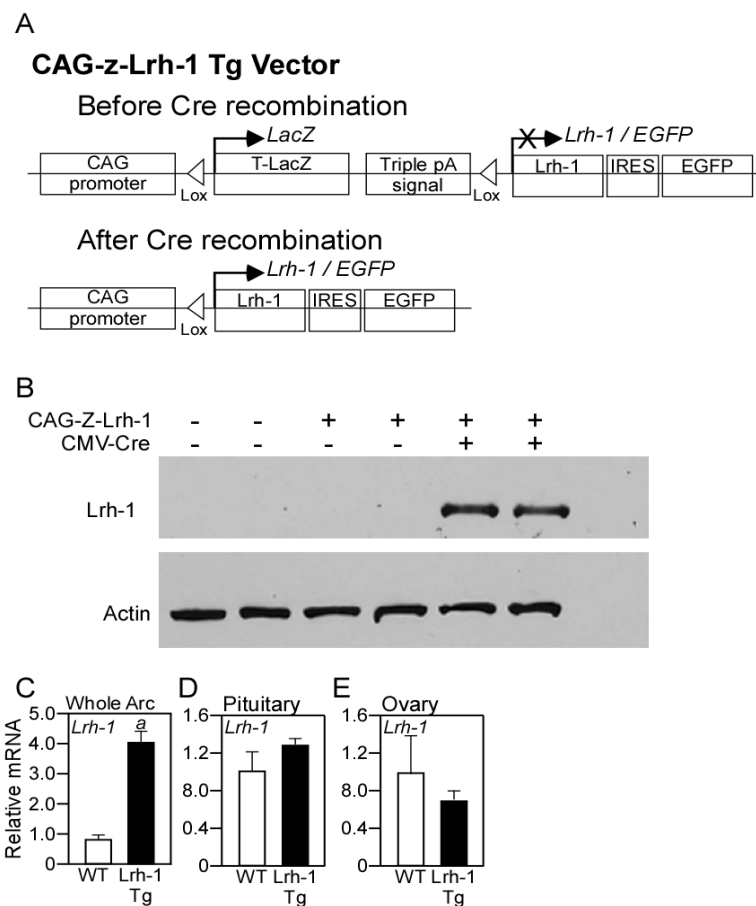 A
CAG-z-Lrh-1 Tg Vector
Before Cre recombination
LacZ
X
Lrh-1 / EGFP
CAG promoter
Lox
T-LacZ
Triple pA signal
Lox
Lrh-1
IRES
EGFP
After Cre recombination
Lrh-1 / EGFP
CAG promoter
Lox
Lrh-1
IRES
EGFP
B
CAG-Z-Lrh-1 - - + + + +
CMV-Cre - - - - + +
Lrh-1
Actin
C
Whole Arc
Relative mRNA
5.0
4.0
3.0
2.0
1.0
0
Lrh-1
a
WT
Lrh-1 Tg
D
Pituitary
1.6
1.2
8.0
0.4
0
Lrh-1
WT
Lrh-1 Tg
E
Ovary
1.6
1.2
8.0
0.4
0
Lrh-1
WT
Lrh-1 Tg